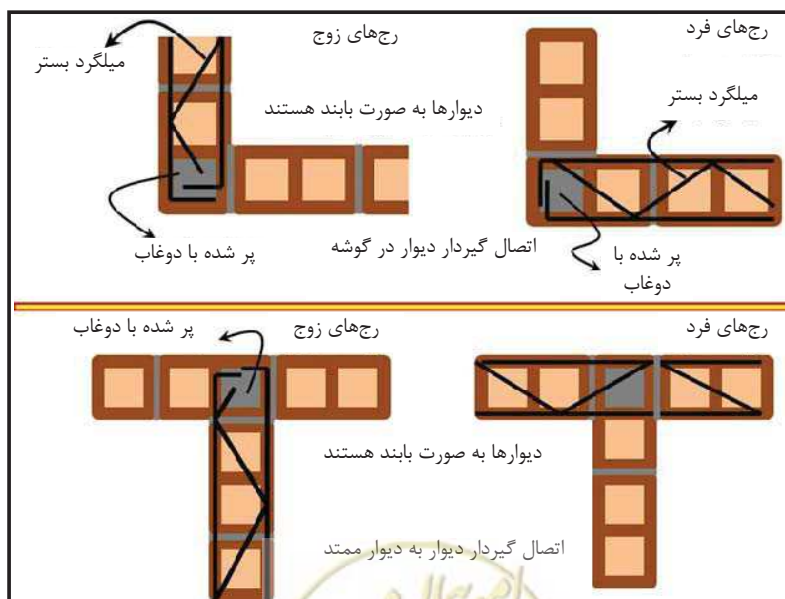 رج‌های فرد
رج‌های زوج
میلگرد بستر
میلگرد بستر
دیوارها به صورت بابند هستند
اتصال گیردار دیوار در گوشه
پر شده با دوغاب
پر شده با
دوغاب
رج‌های فرد
رج‌های زوج
پر شده با دوغاب
دیوارها به صورت بابند هستند
اتصال گیردار دیوار به دیوار ممتد